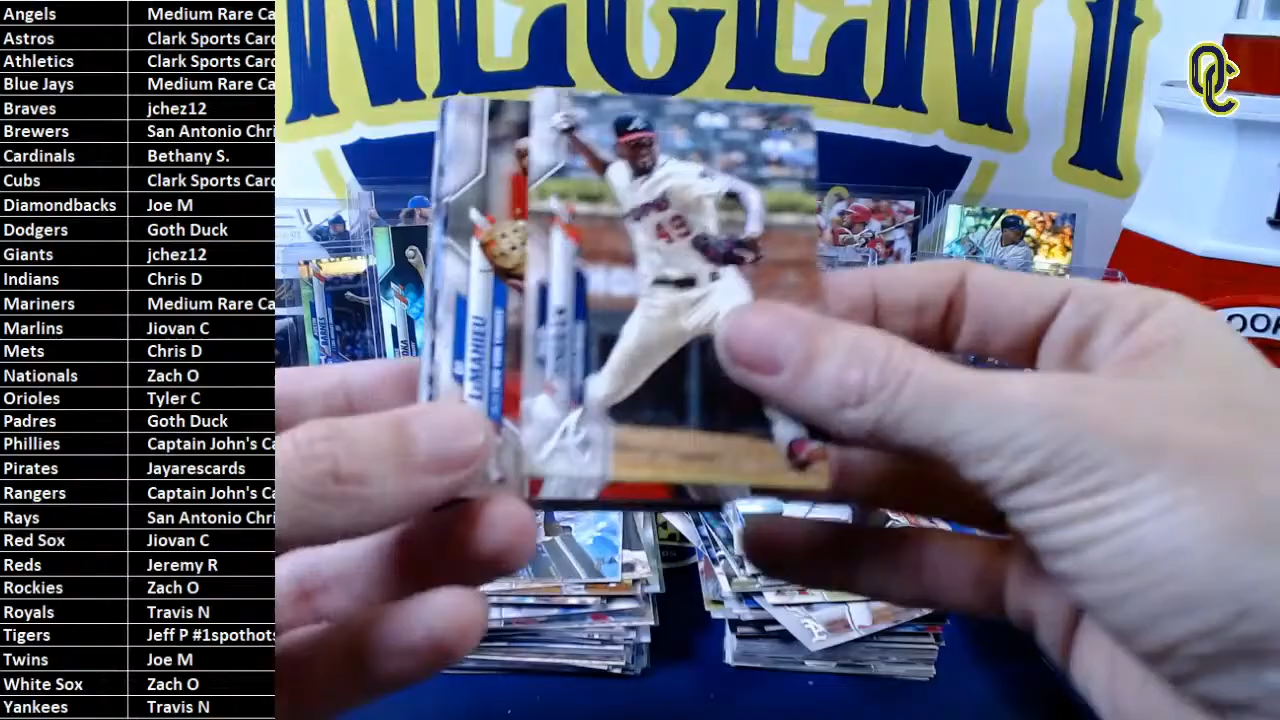 Angels Medium Rare Ca
Astros Clark Sports Card
Athletics Clark Sports Card
Blue Jays Medium Rare Ca
Braves jchez12
Brewers San Antonio Chri
Cardinals Bethany S.
Cubs Clark Sports Card
Diamondbacks Joe M
Dodgers Goth Duck
Giants jchez12
Indians Chris D
Mariners Medium Rare Ca
Marlins Jiovan C
Mets Chris D
Nationals Zach O
Orioles Tyler C
Padres Goth Duck
Phillies Captain John's Ca
Pirates Jayarescards
Rangers Captain John's Ca
Rays San Antonio Chri
Red Sox Jiovan C
Reds Jeremy R
Rockies Zach O
Royals Travis N
Tigers Jeff P #1spothots
Twins Joe M
White Sox Zach O
Yankees Travis N
OC
LeMAHIEU
49